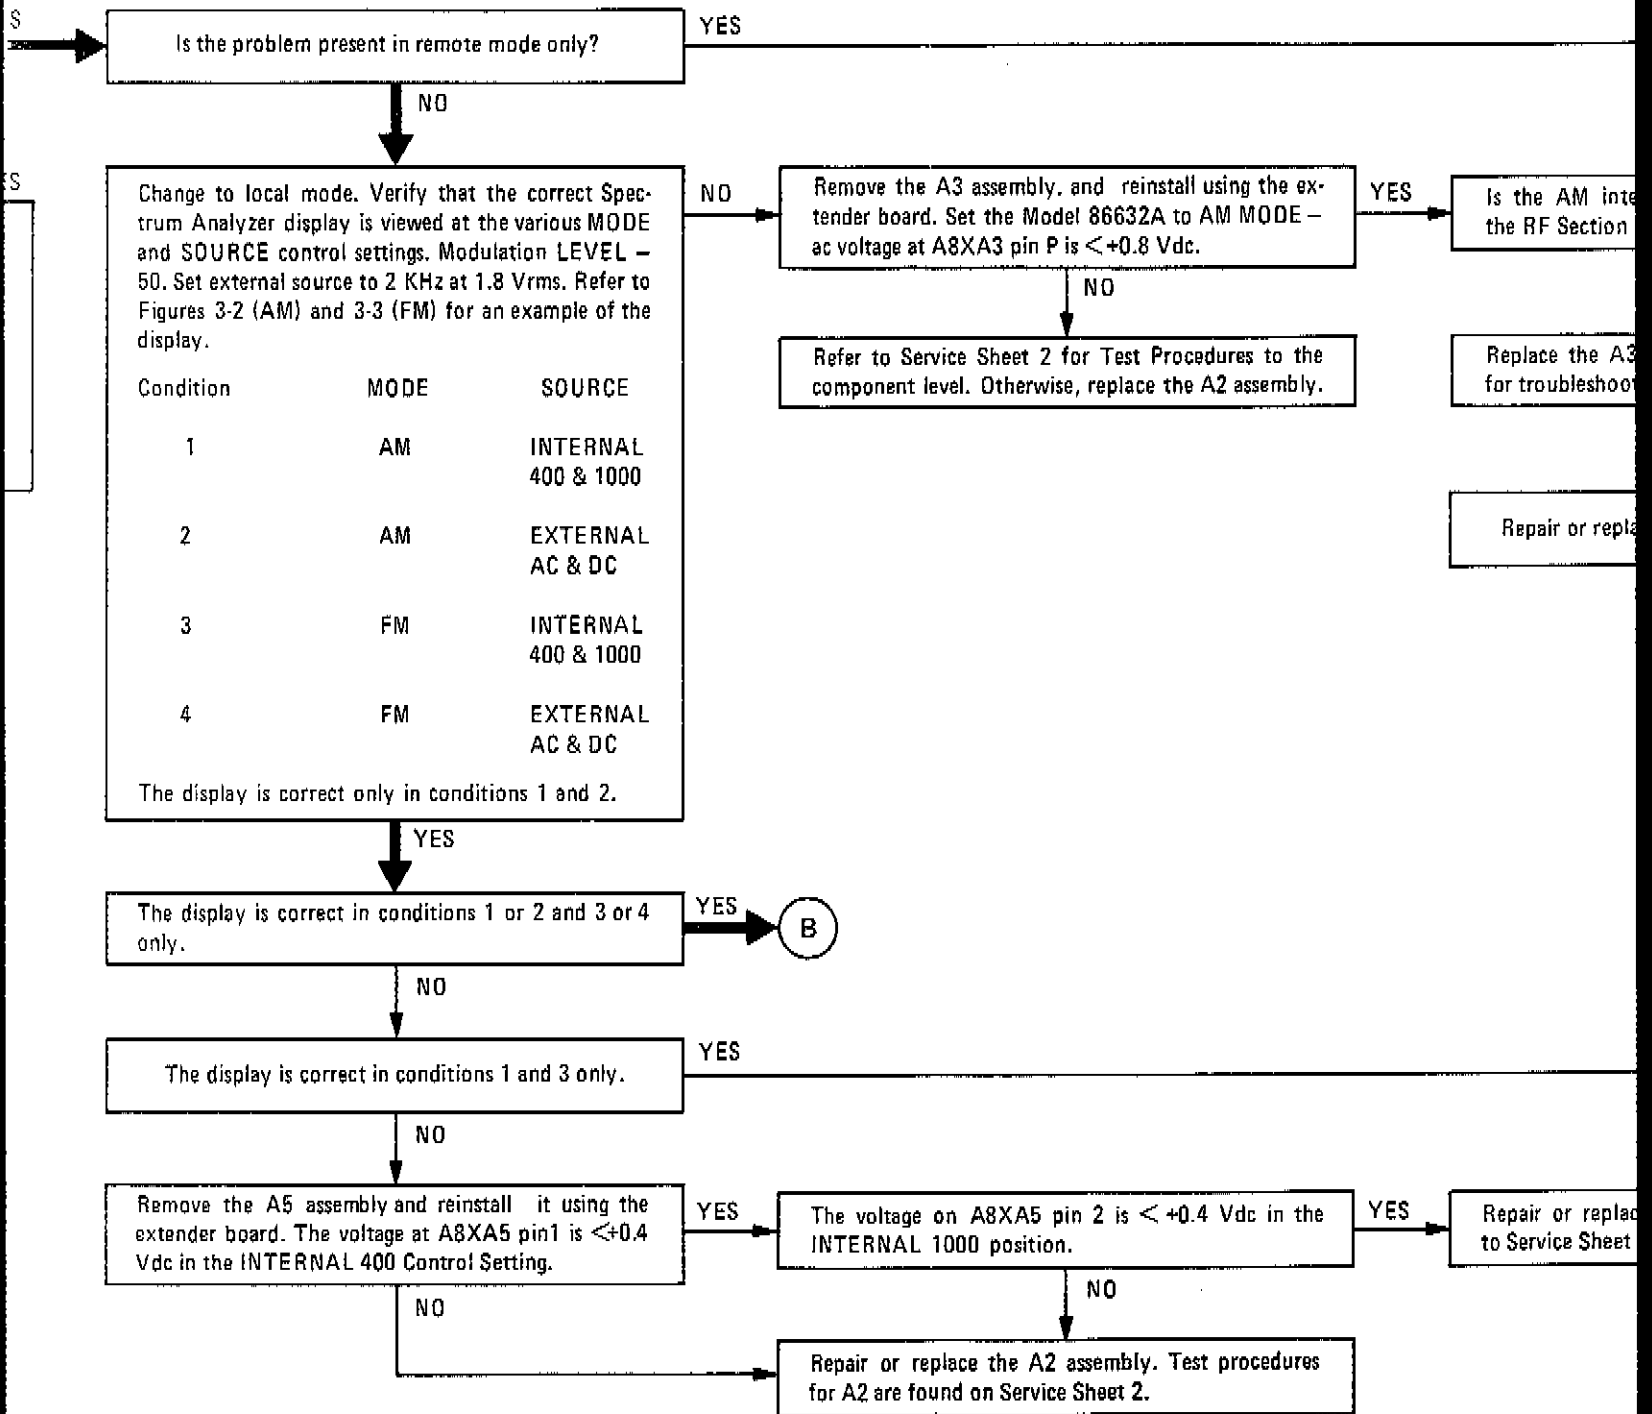 S
Is the problem present in remote mode only?
YES
NO
S
Change to local mode. Verify that the correct Spec-
trum Analyzer display is viewed at the various MODE
and SOURCE control settings. Modulation LEVEL –
50. Set external source to 2 KHz at 1.8 Vrms. Refer to
Figures 3-2 (AM) and 3-3 (FM) for an example of the
display.
Condition MODE SOURCE
1 AM INTERNAL
400 & 1000
2 AM EXTERNAL
AC & DC
3 FM INTERNAL
400 & 1000
4 FM EXTERNAL
AC & DC
The display is correct only in conditions 1 and 2.
NO
Remove the A3 assembly. and reinstall using the ex-
tender board. Set the Model 86632A to AM MODE –
ac voltage at A8XA3 pin P is <+0.8 Vdc.
YES
Is the AM inte
the RF Section
NO
Refer to Service Sheet 2 for Test Procedures to the
component level. Otherwise, replace the A2 assembly.
Replace the A3
for troubleshoot
Repair or repla
YES
The display is correct in conditions 1 or 2 and 3 or 4
only.
YES
B
NO
The display is correct in conditions 1 and 3 only.
YES
NO
Remove the A5 assembly and reinstall it using the
extender board. The voltage at A8XA5 pin1 is <+0.4
Vdc in the INTERNAL 400 Control Setting.
YES
The voltage on A8XA5 pin 2 is < +0.4 Vdc in the
INTERNAL 1000 position.
YES
Repair or replac
to Service Sheet
NO
NO
Repair or replace the A2 assembly. Test procedures
for A2 are found on Service Sheet 2.